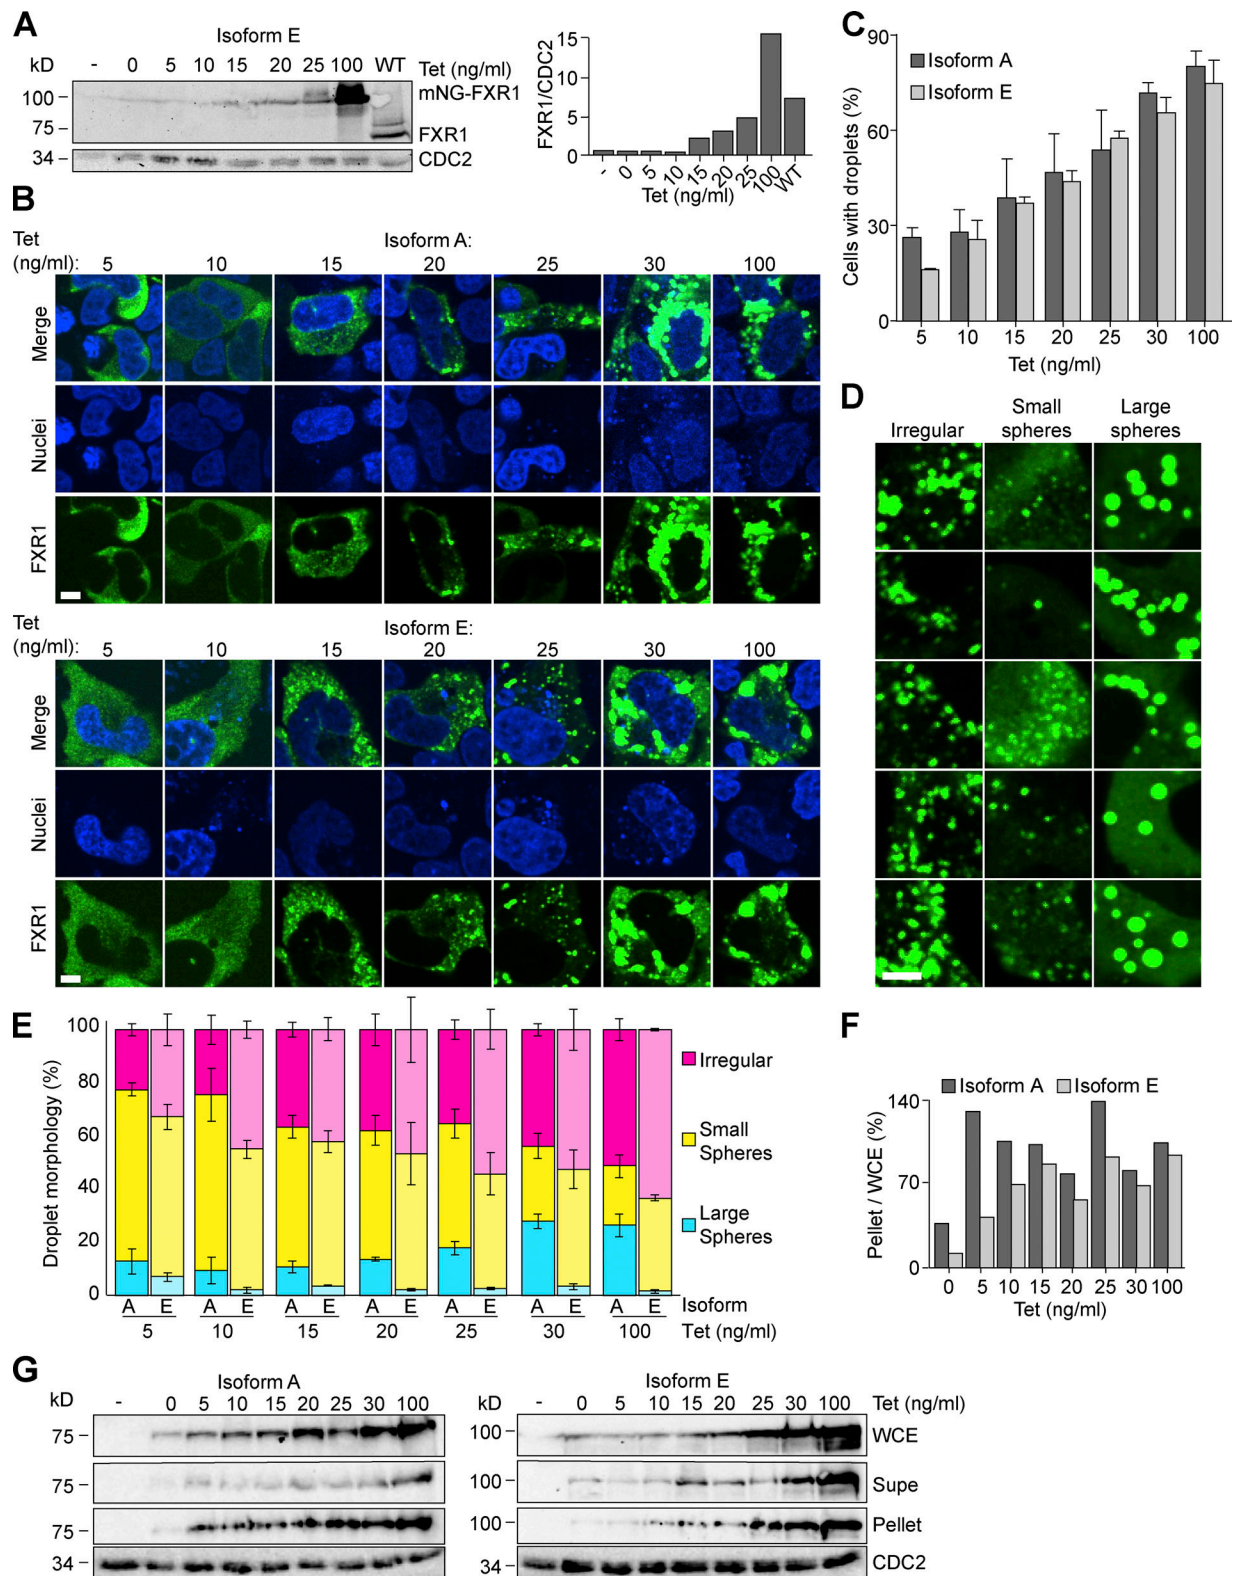 A
Isoform E
kD - 0 5 10 15 20 25 100 WT Tet (ng/ml)
100 mNG-FXR1
75 FXR1
34 CDC2
FXR1/CDC2
15
10
5
0
- 0 5 10 15 20 25 100 WT
Tet (ng/ml)
B
Tet (ng/ml):
Isoform A:
5 10 15 20 25 30 100
Merge
Nuclei
FXR1
Tet (ng/ml):
Isoform E:
5 10 15 20 25 30 100
Merge
Nuclei
FXR1
C
Cells with droplets (%)
90
60
30
0
Isoform A
Isoform E
5 10 15 20 25 30 100
Tet (ng/ml)
D
Irregular
Small spheres
Large spheres
E
Droplet morphology (%)
100
80
60
40
20
0
Irregular
Small Spheres
Large Spheres
A E A E A E A E A E A E A E Isoform
5 10 15 20 25 30 100 Tet (ng/ml)
F
Isoform A Isoform E
Pellet / WCE (%)
140
70
0
0 5 10 15 20 25 30 100
Tet (ng/ml)
G
Isoform A
kD - 0 5 10 15 20 25 30 100
75
75
75
34
Isoform E
kD - 0 5 10 15 20 25 30 100 Tet (ng/ml)
100 WCE
100 Supe
100 Pellet
34 CDC2